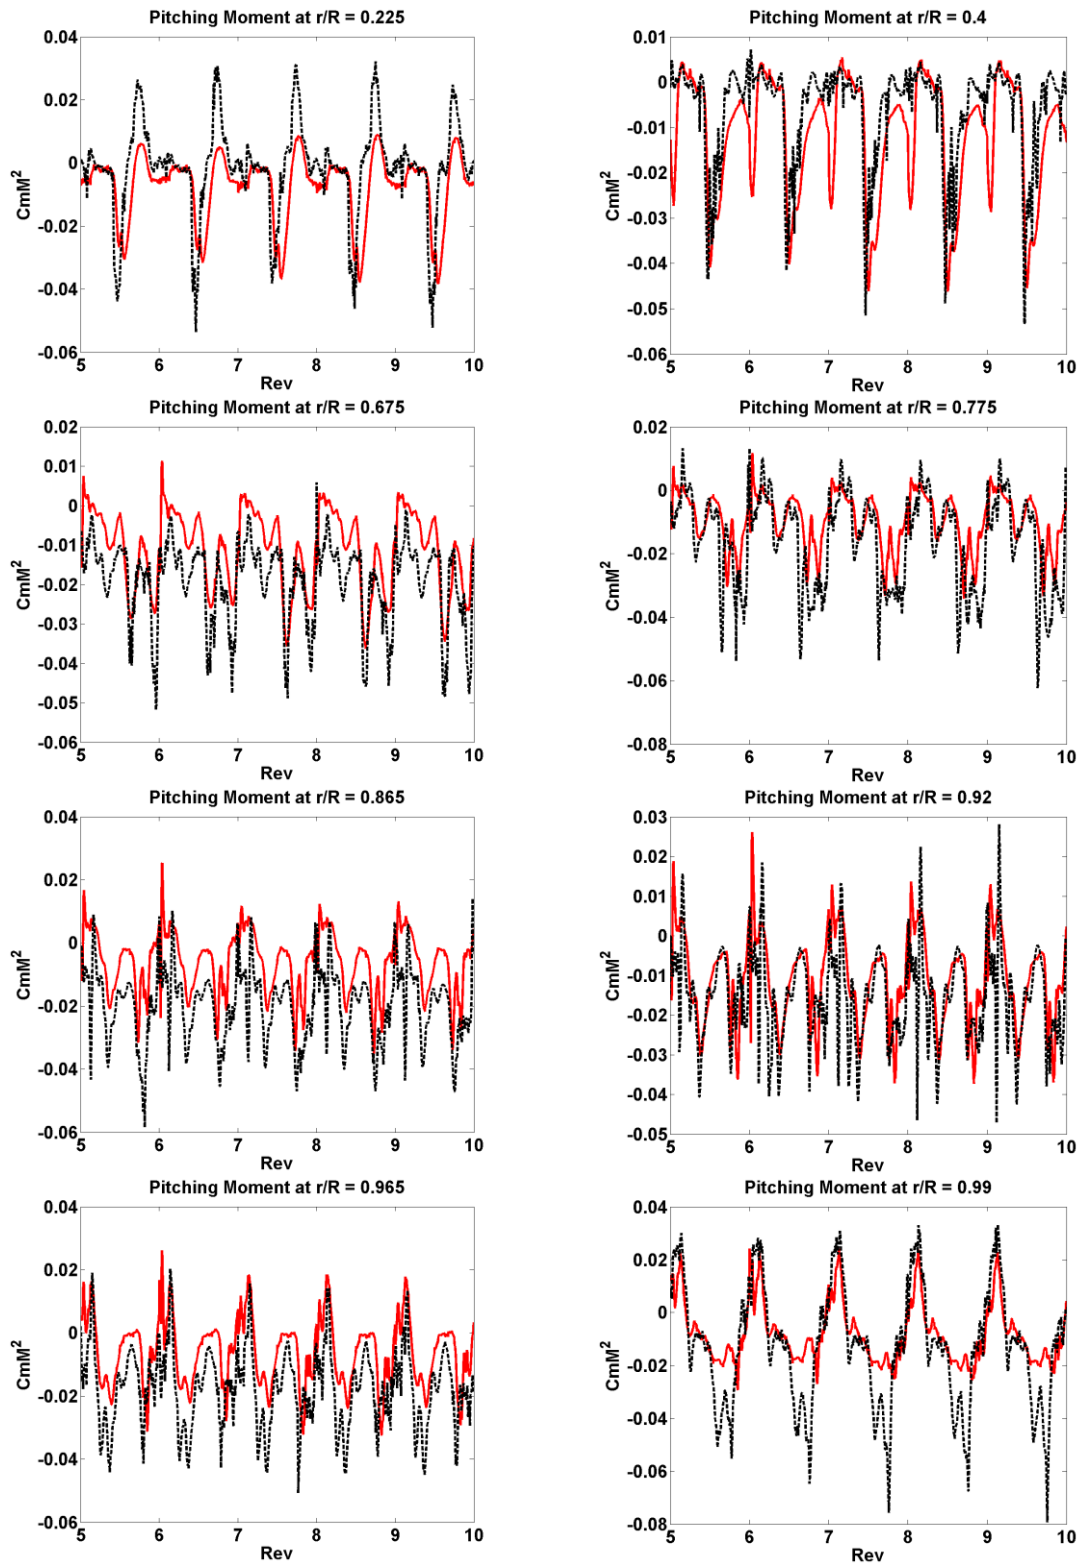 Pitching Moment at r/R = 0.225
0.04
0.02
0
-0.02
-0.04
-0.06
CmM²
5 6 7 8 9 10
Rev
Pitching Moment at r/R = 0.4
0.01
0
-0.01
-0.02
-0.03
-0.04
-0.05
-0.06
CmM²
5 6 7 8 9 10
Rev
Pitching Moment at r/R = 0.675
0.02
0.01
0
-0.01
-0.02
-0.03
-0.04
-0.05
-0.06
CmM²
5 6 7 8 9 10
Rev
Pitching Moment at r/R = 0.775
0.02
0
-0.02
-0.04
-0.06
-0.08
CmM²
5 6 7 8 9 10
Rev
Pitching Moment at r/R = 0.865
0.04
0.02
0
-0.02
-0.04
-0.06
CmM²
5 6 7 8 9 10
Rev
Pitching Moment at r/R = 0.92
0.03
0.02
0.01
0
-0.01
-0.02
-0.03
-0.04
-0.05
CmM²
5 6 7 8 9 10
Rev
Pitching Moment at r/R = 0.965
0.04
0.02
0
-0.02
-0.04
-0.06
CmM²
5 6 7 8 9 10
Rev
Pitching Moment at r/R = 0.99
0.04
0.02
0
-0.02
-0.04
-0.06
-0.08
CmM²
5 6 7 8 9 10
Rev